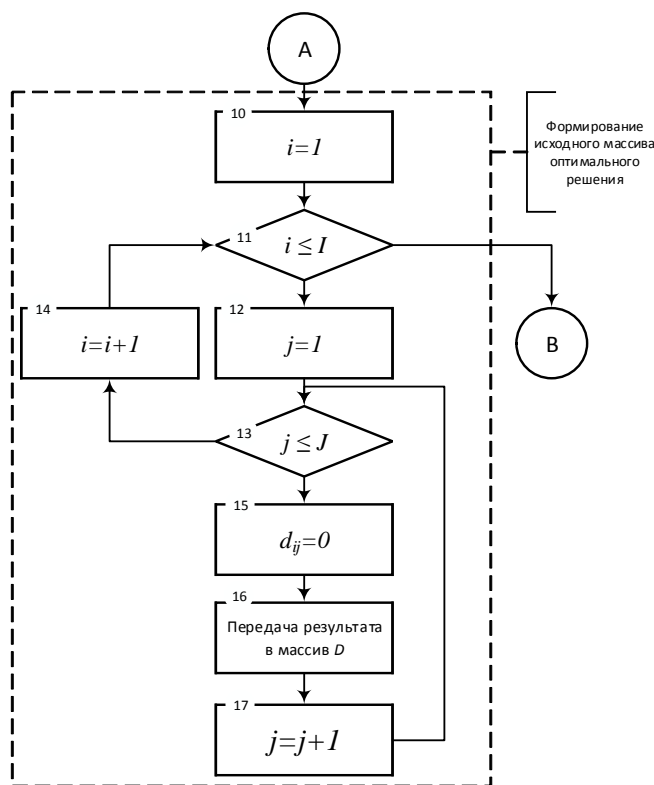 A
10
i=1
Формирование
исходного массива
оптимального
решения
11
i ≤ I
14
i=i+1
12
j=1
B
13
j ≤ J
15
dij=0
16
Передача результата
в массив D
17
j=j+1